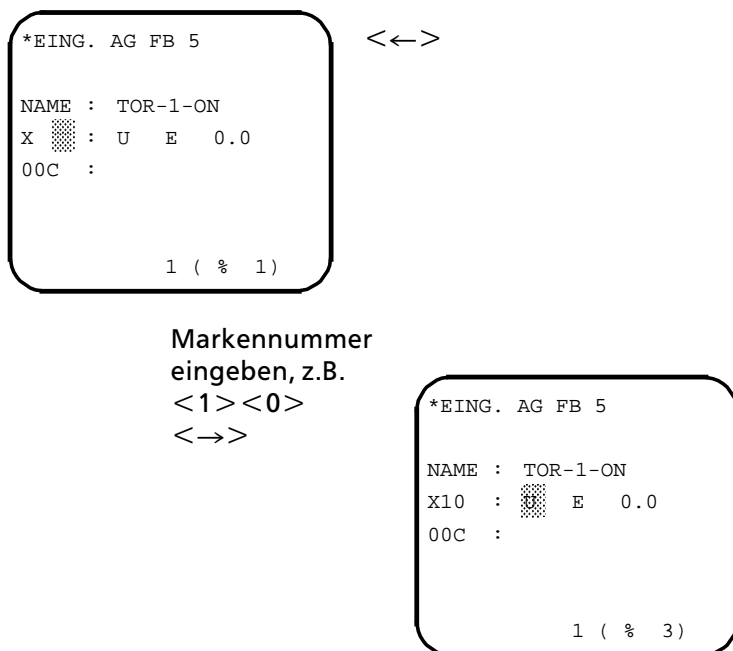 *EING. AG FB 5
<←>
NAME : TOR-1-ON
X : U E 0.0
00C :
1 ( % 1)
Markennummer
eingeben, z.B.
<1><0>
<→>
*EING. AG FB 5
NAME : TOR-1-ON
X10 : U E 0.0
00C :
1 ( % 3)